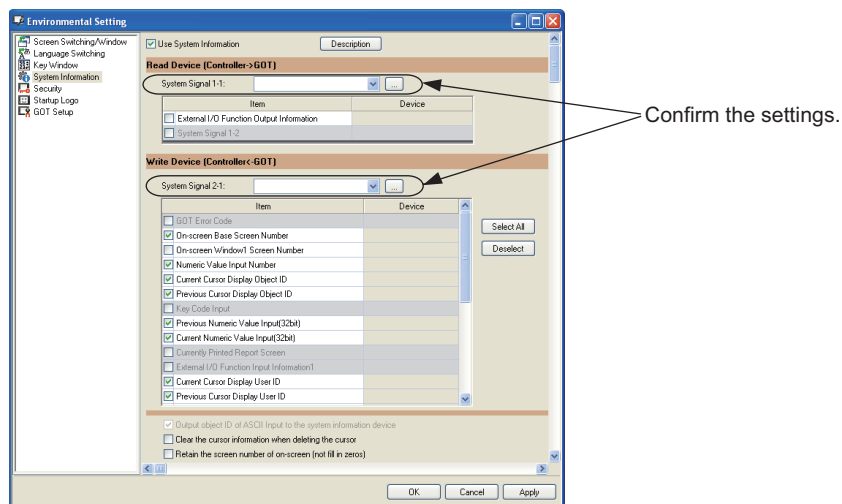 Environmental Setting
Screen Switching/Window
Language Switching
Key Window
System Information
Security
Startup Logo
GOT Setup
Use System Information
Description
Read Device (Controller->GOT)
System Signal 1-1:
...
Item Device
External I/O Function Output Information
System Signal 1-2
Confirm the settings.
Write Device (Controller<-GOT)
System Signal 2-1:
...
Item Device
GOT Error Code
On-screen Base Screen Number
On-screen Window1 Screen Number
Numeric Value Input Number
Current Cursor Display Object ID
Previous Cursor Display Object ID
Key Code Input
Previous Numeric Value Input(32bit)
Current Numeric Value Input(32bit)
Currently Printed Report Screen
External I/O Function Input Information1
Current Cursor Display User ID
Previous Cursor Display User ID
Select All
Deselect
Output object ID of ASCII Input to the system information device
Clear the cursor information when deleting the cursor
Retain the screen number of on-screen (not fill in zeros)
OK Cancel Apply